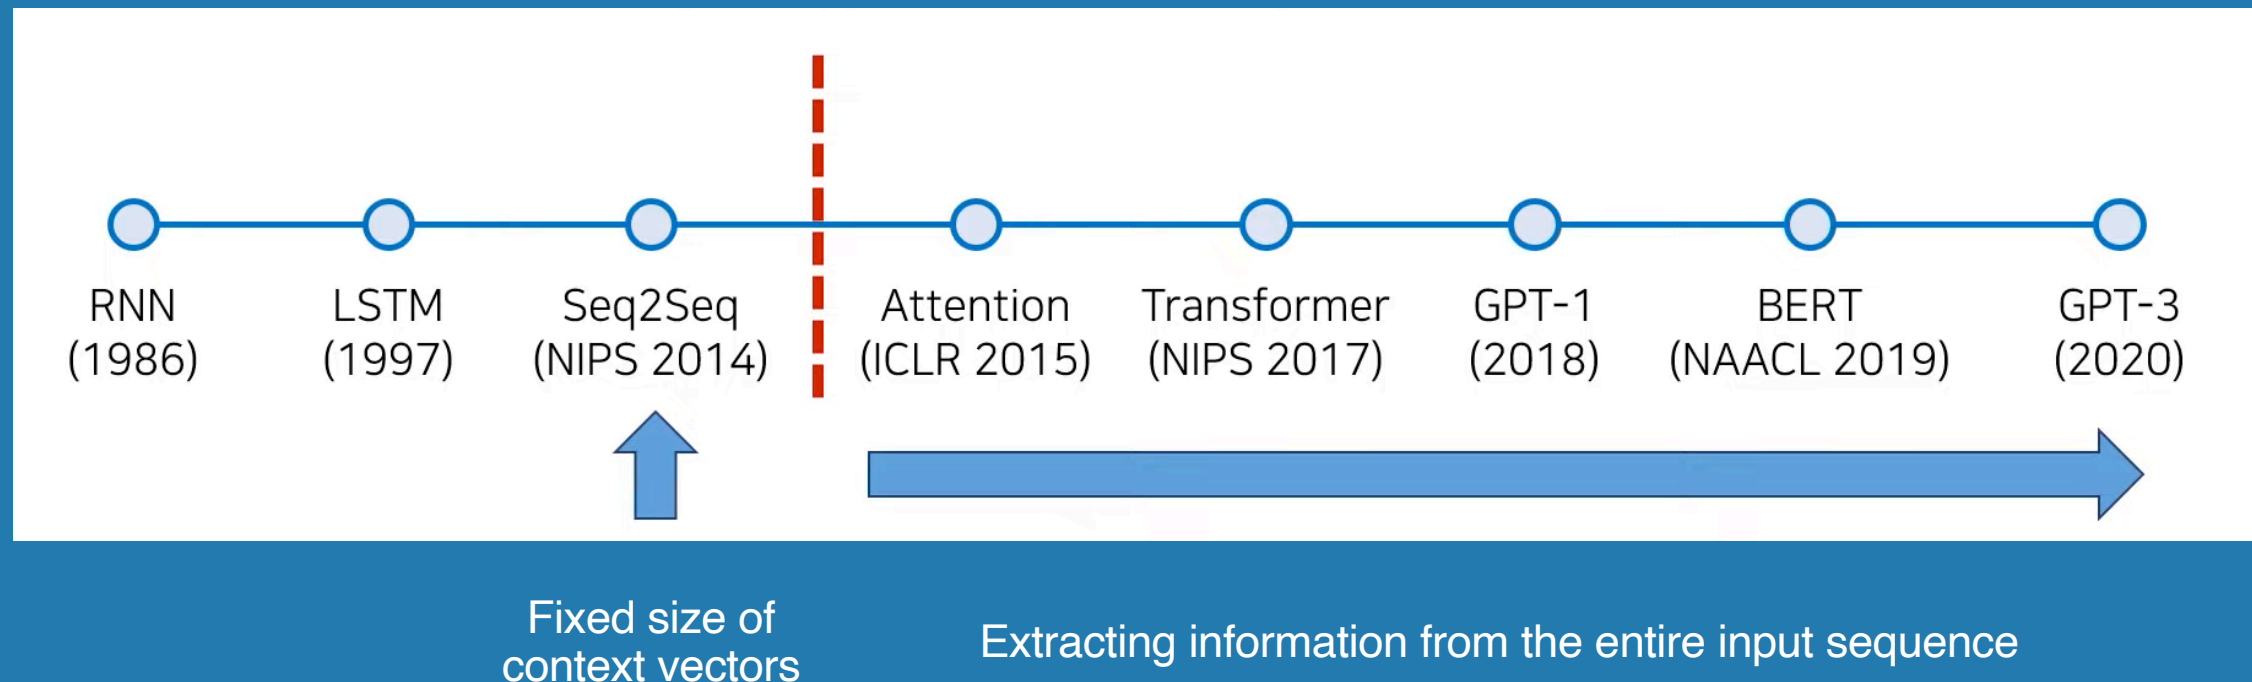 RNN
(1986)
LSTM
(1997)
Seq2Seq
(NIPS 2014)
Attention
(ICLR 2015)
Transformer
(NIPS 2017)
GPT-1
(2018)
BERT
(NAACL 2019)
GPT-3
(2020)
Fixed size of
context vectors
Extracting information from the entire input sequence